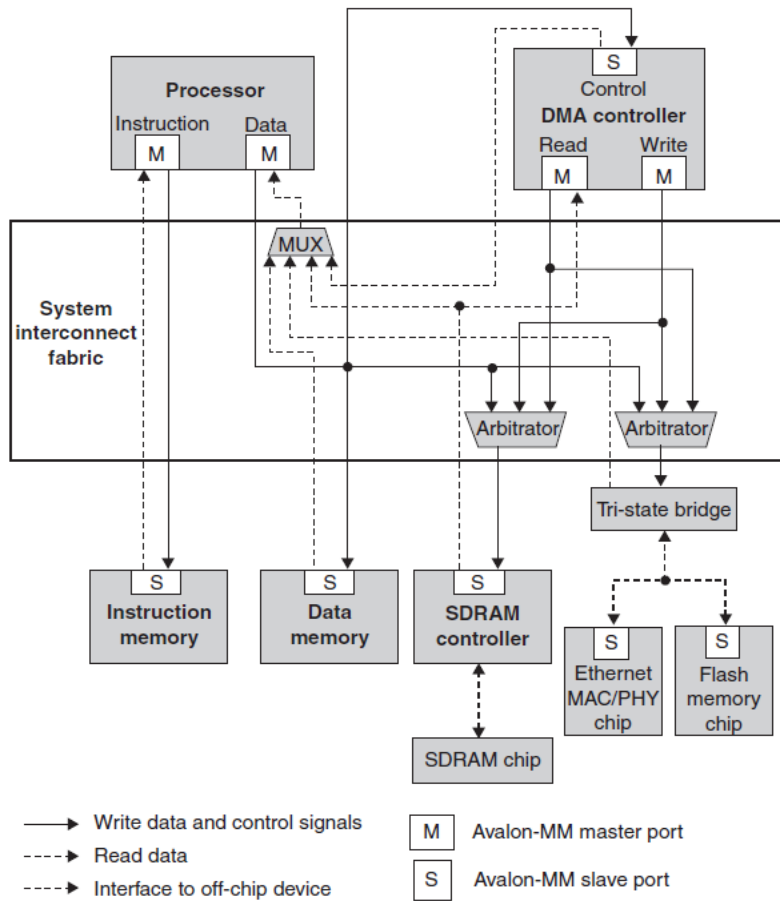 S
Control
DMA controller
Read
Write
M
M
Processor
Instruction
Data
M
M
MUX
System
interconnect
fabric
Arbitrator
Arbitrator
Tri-state bridge
S
Instruction
memory
S
Data
memory
S
SDRAM
controller
S
Ethernet
MAC/PHY
chip
S
Flash
memory
chip
SDRAM chip
Write data and control signals
Read data
Interface to off-chip device
M
Avalon-MM master port
S
Avalon-MM slave port